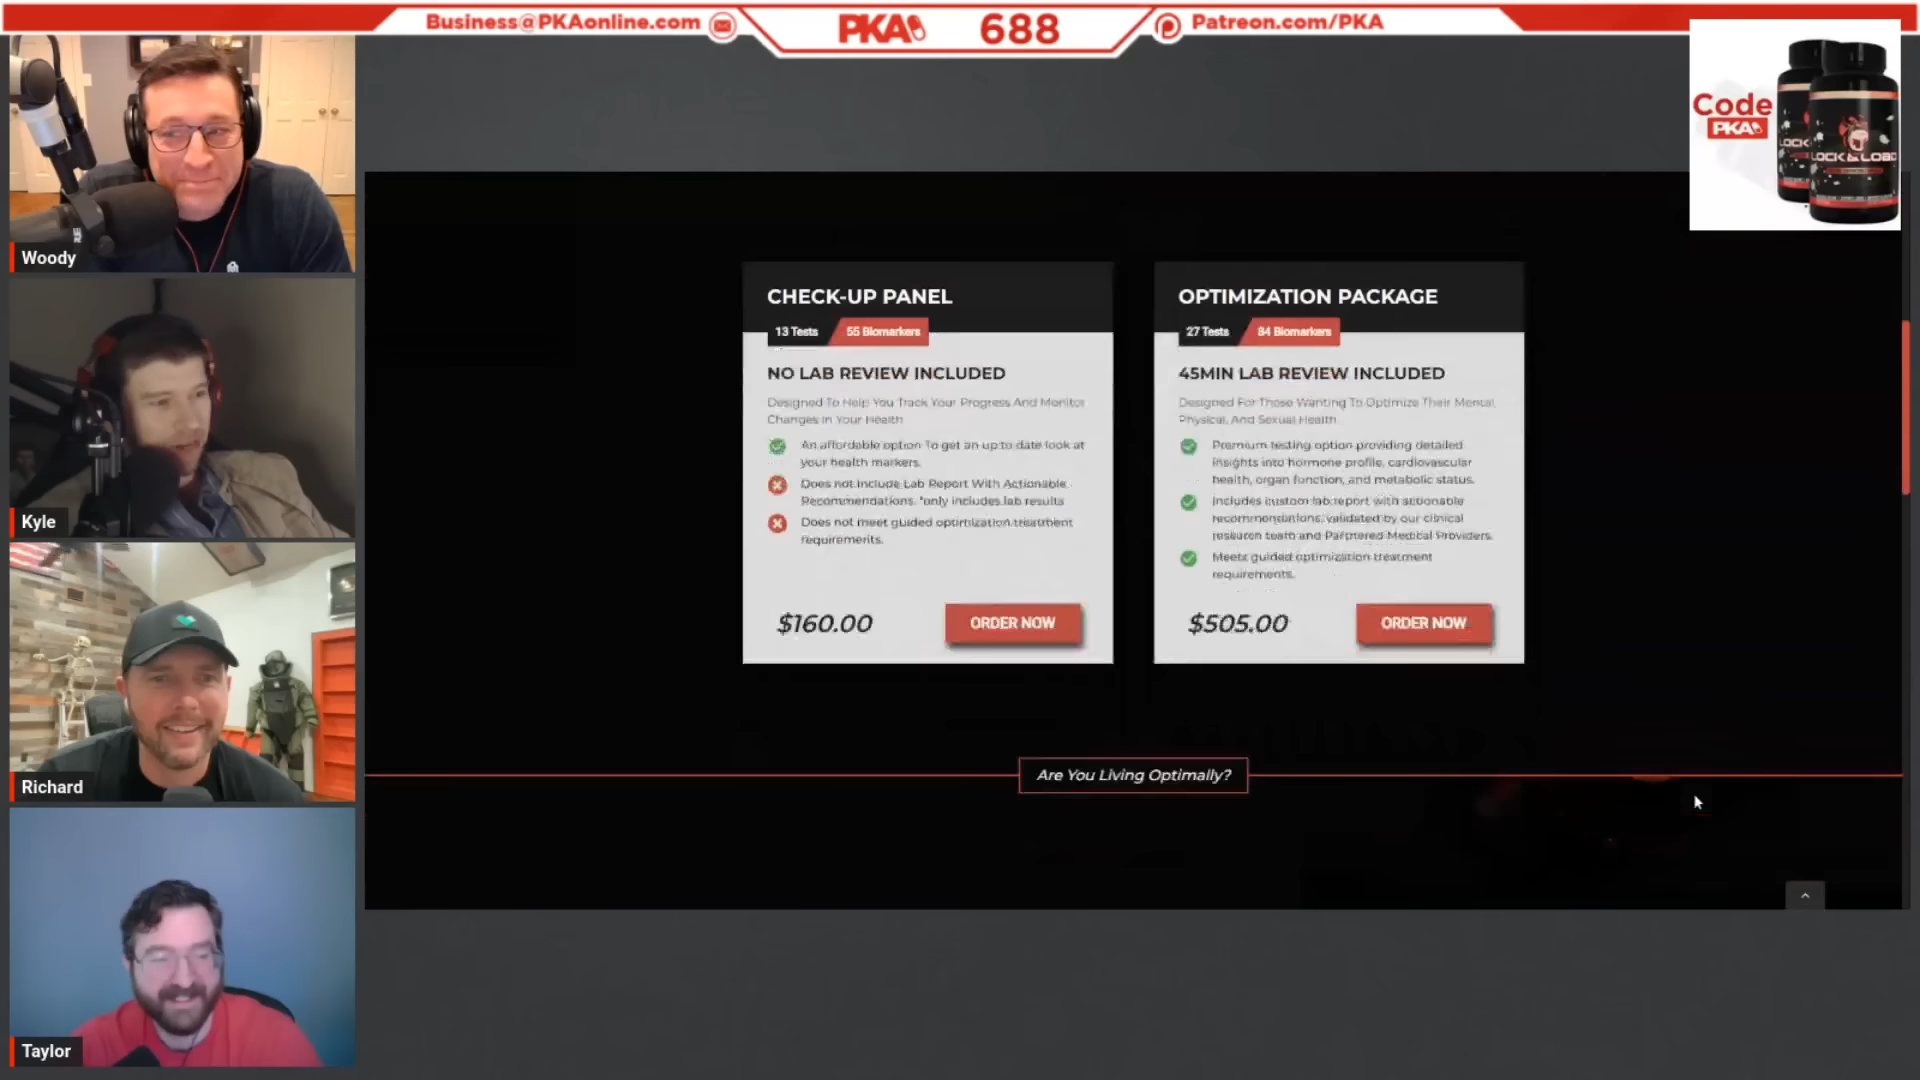 Business@PKAonline.com
PKA
688
Patreon.com/PKA
Code
PKA
LOCK
LOCK & LOAD
Woody
Kyle
Richard
Taylor
CHECK-UP PANEL
13 Tests
55 Biomarkers
NO LAB REVIEW INCLUDED
Designed To Help You Track Your Progress And Monitor
Changes In Your Health
An affordable option To get an up to date look at
your health markers.
Does not Include Lab Report With Actionable
Recommendations. *only includes lab results
Does not meet guided optimization treatment
requirements.
$160.00
ORDER NOW
OPTIMIZATION PACKAGE
27 Tests
84 Biomarkers
45MIN LAB REVIEW INCLUDED
Designed For Those Wanting To Optimize Their Mental,
Physical, And Sexual Health
Premium testing option providing detailed
insights into hormone profile, cardiovascular
health, organ function, and metabolic status.
Includes custom lab report with actionable
recommendations, validated by our clinical
research team and Partnered Medical Providers.
Meets guided optimization treatment
requirements.
$505.00
ORDER NOW
Are You Living Optimally?